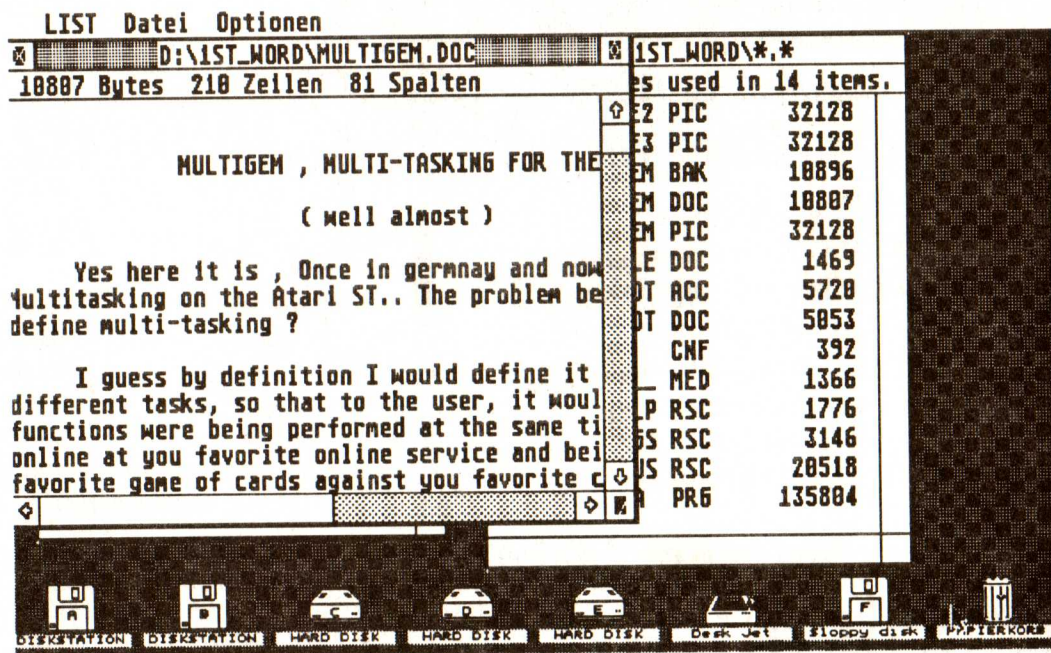 LIST Datei Optionen
D:\1ST_WORD\MULTIGEM.DOC
10807 Bytes 210 Zeilen 81 Spalten
MULTIGEM , MULTI-TASKING FOR THE
( well almost )
Yes here it is , Once in germnay and now
Multitasking on the Atari ST.. The problem be
define multi-tasking ?
I guess by definition I would define it
different tasks, so that to the user, it woul
functions were being performed at the same ti
online at you favorite online service and bei
favorite game of cards against you favorite c
1ST_WORD\*.*
es used in 14 items.
E2 PIC 32128
E3 PIC 32128
EM BAK 10896
EM DOC 10807
EM PIC 32128
LE DOC 1469
OT ACC 5720
OT DOC 5053
CNF 392
MED 1366
LP RSC 1776
GS RSC 3146
US RSC 20518
PRG 135804
A B C D E F
DISKSTATION DISKSTATION HARD DISK HARD DISK HARD DISK Desk Jet Sloppy disk PAPIERKORB